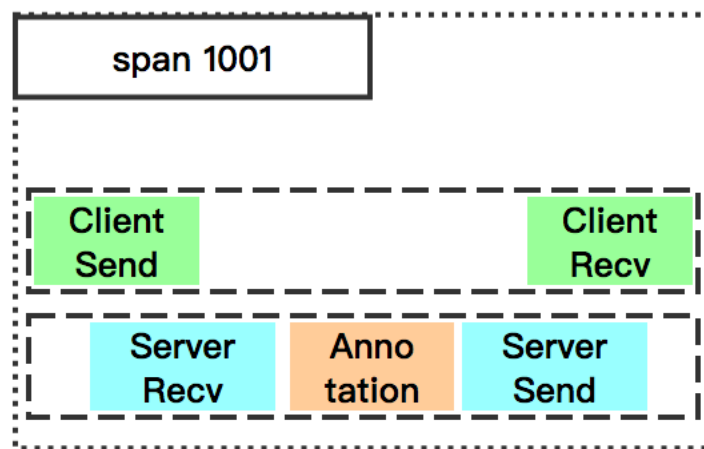 span 1001
Client
Send
Client
Recv
Server
Recv
Anno
tation
Server
Send